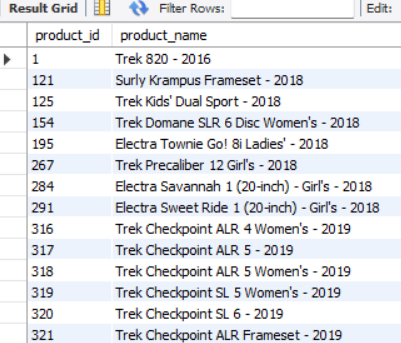 Result Grid Filter Rows: Edit:
product_id product_name
1 Trek 820 - 2016
121 Surly Krampus Frameset - 2018
125 Trek Kids' Dual Sport - 2018
154 Trek Domane SLR 6 Disc Women's - 2018
195 Electra Townie Go! 8i Ladies' - 2018
267 Trek Precaliber 12 Girl's - 2018
284 Electra Savannah 1 (20-inch) - Girl's - 2018
291 Electra Sweet Ride 1 (20-inch) - Girl's - 2018
316 Trek Checkpoint ALR 4 Women's - 2019
317 Trek Checkpoint ALR 5 - 2019
318 Trek Checkpoint ALR 5 Women's - 2019
319 Trek Checkpoint SL 5 Women's - 2019
320 Trek Checkpoint SL 6 - 2019
321 Trek Checkpoint ALR Frameset - 2019